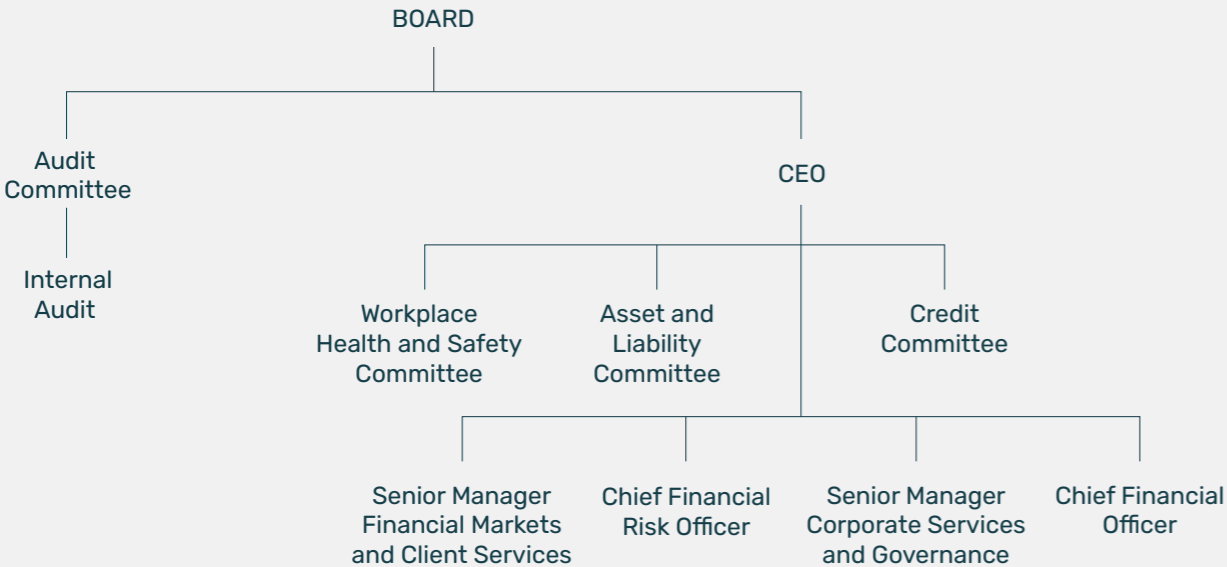 BOARD
Audit
Committee
CEO
Internal
Audit
Workplace
Health and Safety
Committee
Asset and
Liability
Committee
Credit
Committee
Senior Manager
Financial Markets
and Client Services
Chief Financial
Risk Officer
Senior Manager
Corporate Services
and Governance
Chief Financial
Officer